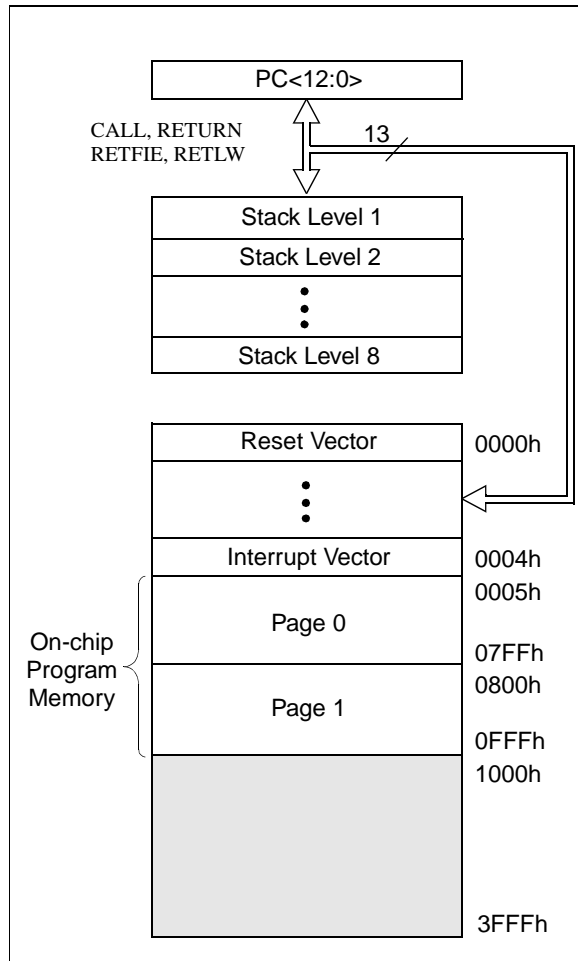 PC<12:0>
CALL, RETURN
RETFIE, RETLW
13
Stack Level 1
Stack Level 2
Stack Level 8
Reset Vector
0000h
Interrupt Vector
0004h
0005h
Page 0
07FFh
On-chip
Program
Memory
0800h
Page 1
0FFFh
1000h
3FFFh